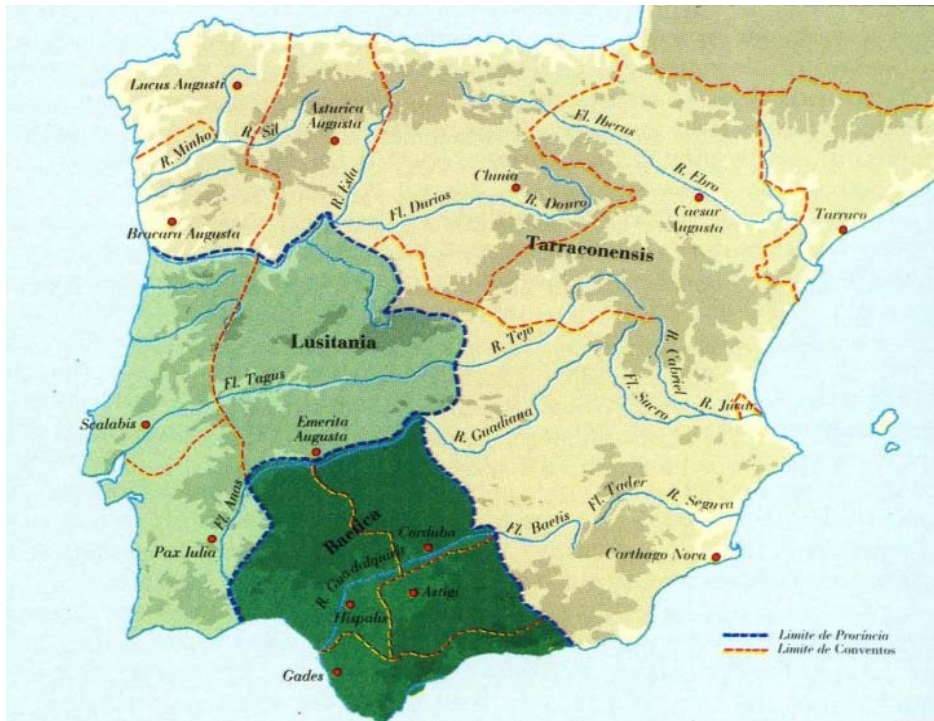 Lucus Augusti
Asturica
Augusta
R. Sil
R. Minho
R. Esla
Fl. Iberus
R. Ebro
Clunia
Fl. Durios
R. Douro
Caesar
Augusta
Tarraco
Bracara Augusta
Tarraconensis
Lusitania
R. Tejo
R. Cabriel
Fl. Tagus
Fl. Sucro
R. Júcar
Scalabis
Emerita
Augusta
R. Guadiana
Fl. Anas
Fl. Tader
R. Segura
Baetica
Fl. Baetis
Pax Iulia
Corduba
Carthago Nova
R. Guadalquivir
Astigi
Hispalis
Gades
Limite de Província
Limite de Conventos